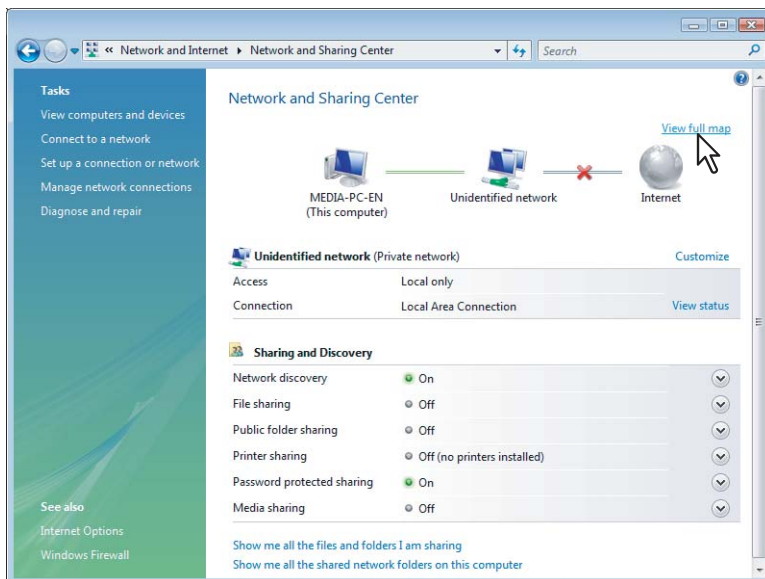 « Network and Internet ▸ Network and Sharing Center
Search
Tasks
View computers and devices
Connect to a network
Set up a connection or network
Manage network connections
Diagnose and repair
See also
Internet Options
Windows Firewall
Network and Sharing Center
View full map
MEDIA-PC-EN
(This computer)
Unidentified network
Internet
Unidentified network (Private network)
Customize
Access Local only
Connection Local Area Connection View status
Sharing and Discovery
Network discovery On
File sharing Off
Public folder sharing Off
Printer sharing Off (no printers installed)
Password protected sharing On
Media sharing Off
Show me all the files and folders I am sharing
Show me all the shared network folders on this computer